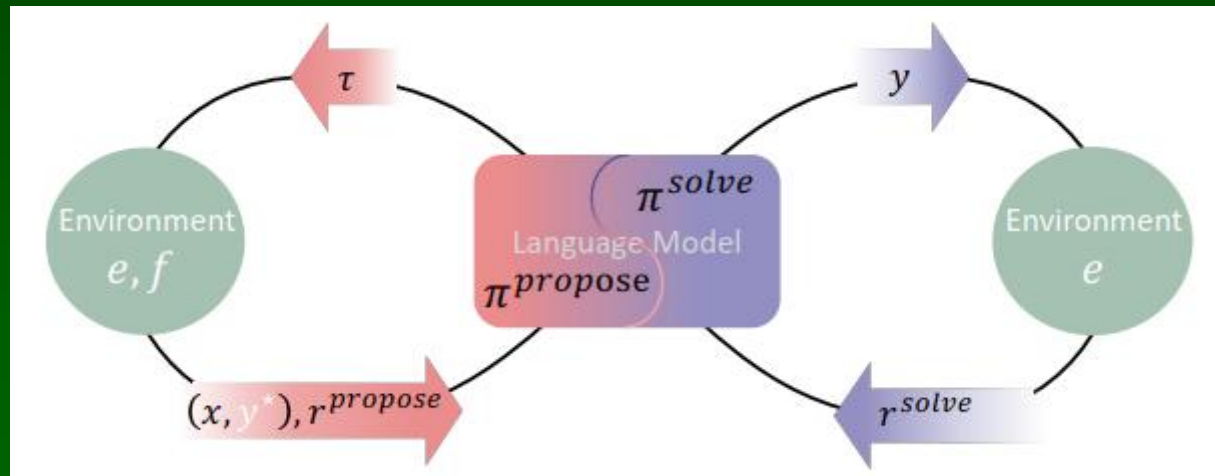 τ
y
Environment
e, f
π^solve
Language Model
π^propose
Environment
e
(x, y*), r^propose
r^solve